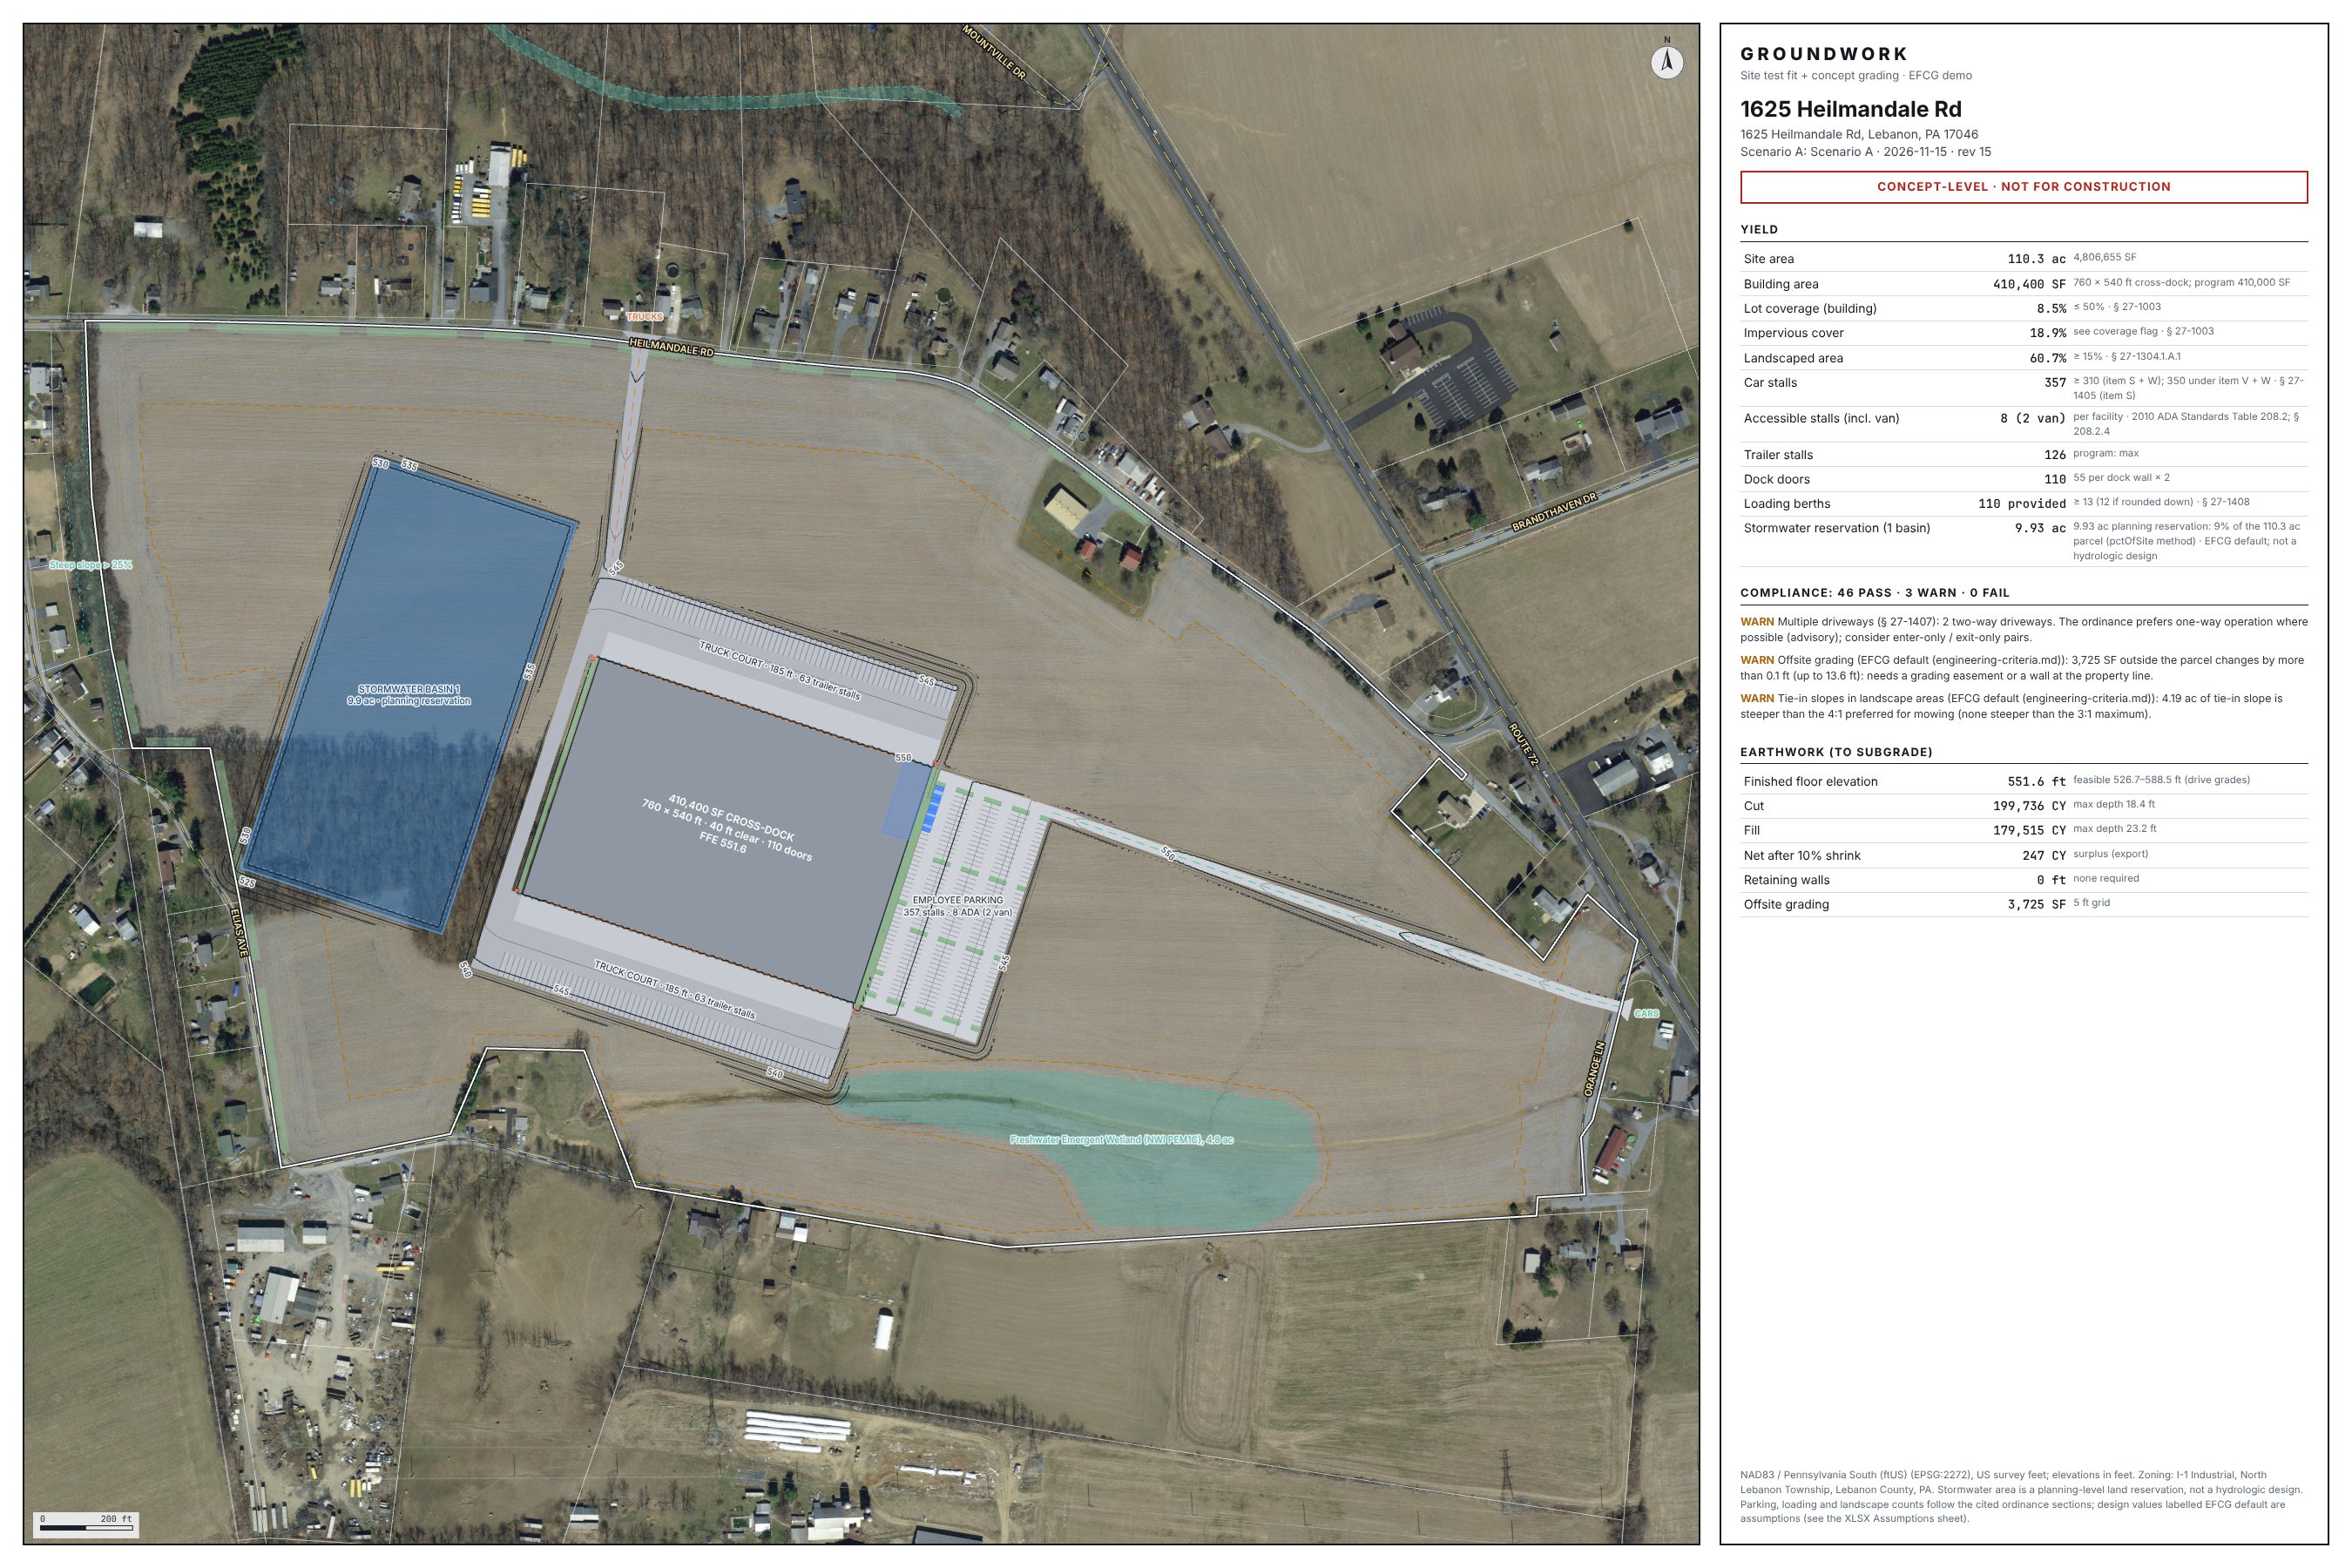 MOUNTVILLE DR
N
TRUCKS
HEILMANDALE RD
530
535
BRANDTHAVEN DR
Steep slope > 25%
545
TRUCK COURT · 185 ft · 63 trailer stalls
545
535
STORMWATER BASIN 1
9.9 ac · planning reservation
ROUTE 72
550
410,400 SF CROSS-DOCK
760 × 540 ft · 40 ft clear · 110 doors
FFE 551.6
530
550
525
EMPLOYEE PARKING
357 stalls · 8 ADA (2 van)
ELIAS AVE
540
TRUCK COURT · 185 ft · 63 trailer stalls
545
545
CARS
540
ORANGE LN
Freshwater Emergent Wetland (NWI PEM1C), 4.8 ac
0 200 ft
GROUNDWORK
Site test fit + concept grading · EFCG demo
1625 Heilmandale Rd
1625 Heilmandale Rd, Lebanon, PA 17046
Scenario A: Scenario A · 2026-11-15 · rev 15
CONCEPT-LEVEL · NOT FOR CONSTRUCTION
YIELD
Site area 110.3 ac 4,806,655 SF
Building area 410,400 SF 760 × 540 ft cross-dock; program 410,000 SF
Lot coverage (building) 8.5% ≤ 50% · § 27-1003
Impervious cover 18.9% see coverage flag · § 27-1003
Landscaped area 60.7% ≥ 15% · § 27-1304.1.A.1
Car stalls 357 ≥ 310 (item S + W); 350 under item V + W · § 27-
1405 (item S)
Accessible stalls (incl. van) 8 (2 van) per facility · 2010 ADA Standards Table 208.2; §
208.2.4
Trailer stalls 126 program: max
Dock doors 110 55 per dock wall × 2
Loading berths 110 provided ≥ 13 (12 if rounded down) · § 27-1408
Stormwater reservation (1 basin) 9.93 ac 9.93 ac planning reservation: 9% of the 110.3 ac
parcel (pctOfSite method) · EFCG default; not a
hydrologic design
COMPLIANCE: 46 PASS · 3 WARN · 0 FAIL
WARN Multiple driveways (§ 27-1407): 2 two-way driveways. The ordinance prefers one-way operation where
possible (advisory); consider enter-only / exit-only pairs.
WARN Offsite grading (EFCG default (engineering-criteria.md)): 3,725 SF outside the parcel changes by more
than 0.1 ft (up to 13.6 ft): needs a grading easement or a wall at the property line.
WARN Tie-in slopes in landscape areas (EFCG default (engineering-criteria.md)): 4.19 ac of tie-in slope is
steeper than the 4:1 preferred for mowing (none steeper than the 3:1 maximum).
EARTHWORK (TO SUBGRADE)
Finished floor elevation 551.6 ft feasible 526.7–588.5 ft (drive grades)
Cut 199,736 CY max depth 18.4 ft
Fill 179,515 CY max depth 23.2 ft
Net after 10% shrink 247 CY surplus (export)
Retaining walls 0 ft none required
Offsite grading 3,725 SF 5 ft grid
NAD83 / Pennsylvania South (ftUS) (EPSG:2272), US survey feet; elevations in feet. Zoning: I-1 Industrial, North
Lebanon Township, Lebanon County, PA. Stormwater area is a planning-level land reservation, not a hydrologic design.
Parking, loading and landscape counts follow the cited ordinance sections; design values labelled EFCG default are
assumptions (see the XLSX Assumptions sheet).